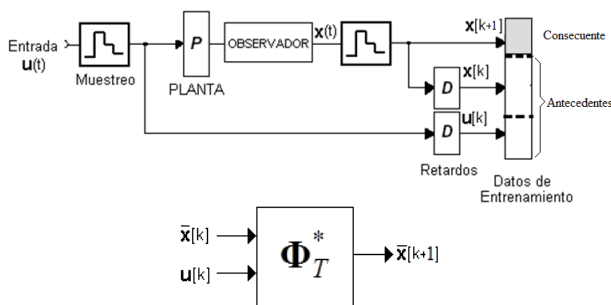 Entrada
u(t)
Muestreo
P
PLANTA
OBSERVADOR
x(t)
x[k+1]
Consecuente
D
x[k]
Antecedentes
D
u[k]
Retardos
Datos de
Entrenamiento
x̅[k]
u[k]
Φ*T
x̅[k+1]